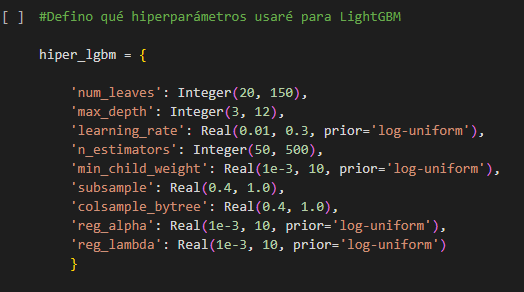 [ ] #Defino qué hiperparámetros usaré para LightGBM
hiper_lgbm = {
'num_leaves': Integer(20, 150),
'max_depth': Integer(3, 12),
'learning_rate': Real(0.01, 0.3, prior='log-uniform'),
'n_estimators': Integer(50, 500),
'min_child_weight': Real(1e-3, 10, prior='log-uniform'),
'subsample': Real(0.4, 1.0),
'colsample_bytree': Real(0.4, 1.0),
'reg_alpha': Real(1e-3, 10, prior='log-uniform'),
'reg_lambda': Real(1e-3, 10, prior='log-uniform')
}